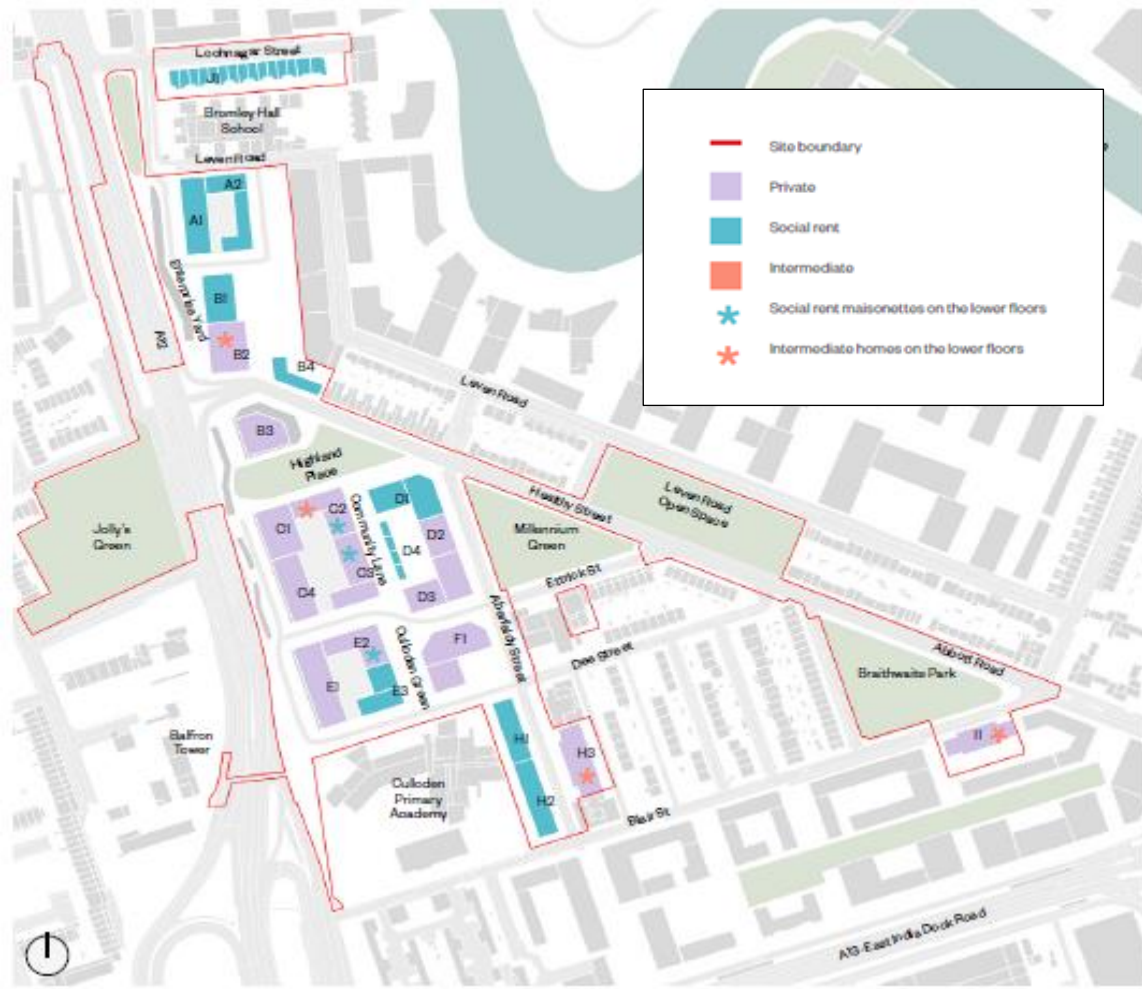 Lochnagar Street
J1
Bromley Hall
School
Leven Road
A2
A1
Enterprise Yard
B1
A12
B2
B4
Leven Road
B3
Highland
Place
Site boundary
Private
Social rent
Intermediate
Social rent maisonettes on the lower floors
Intermediate homes on the lower floors
Jolly's
Green
C1
C2
Community Lane
D1
D2
D4
C3
C4
D3
Healthy Street
Leven Road
Open Space
Millennium
Green
Ettrick St
Aberfeldy Street
Dee Street
E2
Culloden Green
F1
E1
E3
Abbott Road
Braithwaite Park
I1
Balfron
Tower
Culloden
Primary
Academy
H1
H3
H2
Blair St
A13-East India Dock Road